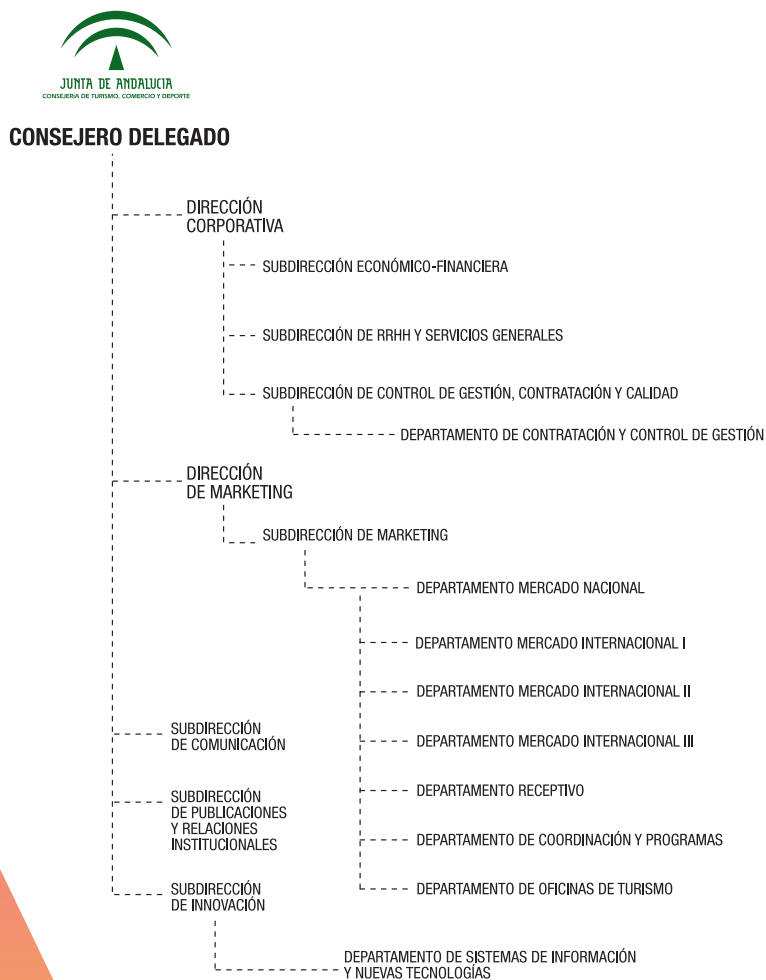 JUNTA DE ANDALUCIA
CONSEJERÍA DE TURISMO, COMERCIO Y DEPORTE
CONSEJERO DELEGADO
DIRECCIÓN
CORPORATIVA
SUBDIRECCIÓN ECONÓMICO-FINANCIERA
SUBDIRECCIÓN DE RRHH Y SERVICIOS GENERALES
SUBDIRECCIÓN DE CONTROL DE GESTIÓN, CONTRATACIÓN Y CALIDAD
DEPARTAMENTO DE CONTRATACIÓN Y CONTROL DE GESTIÓN
DIRECCIÓN
DE MARKETING
SUBDIRECCIÓN DE MARKETING
DEPARTAMENTO MERCADO NACIONAL
DEPARTAMENTO MERCADO INTERNACIONAL I
DEPARTAMENTO MERCADO INTERNACIONAL II
DEPARTAMENTO MERCADO INTERNACIONAL III
DEPARTAMENTO RECEPTIVO
DEPARTAMENTO DE COORDINACIÓN Y PROGRAMAS
DEPARTAMENTO DE OFICINAS DE TURISMO
SUBDIRECCIÓN
DE COMUNICACIÓN
SUBDIRECCIÓN
DE PUBLICACIONES
Y RELACIONES
INSTITUCIONALES
SUBDIRECCIÓN
DE INNOVACIÓN
DEPARTAMENTO DE SISTEMAS DE INFORMACIÓN
Y NUEVAS TECNOLOGÍAS